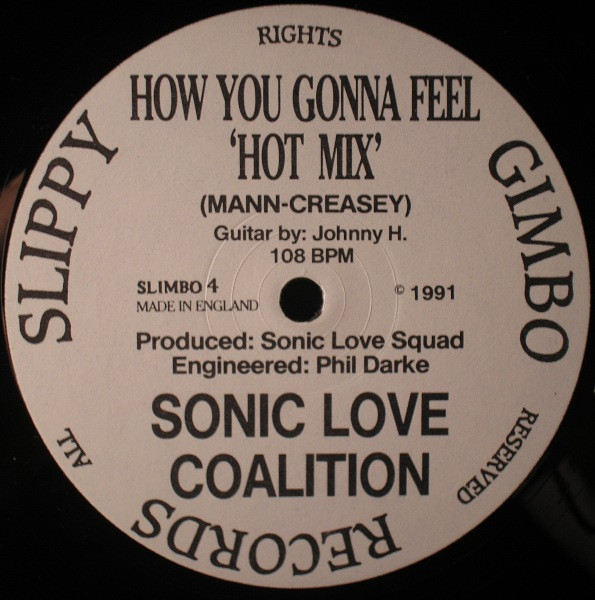 RIGHTS
HOW YOU GONNA FEEL
‘HOT MIX’
(MANN-CREASEY)
Guitar by: Johnny H.
108 BPM
SLIPPY
GIMBO
SLIMBO 4
MADE IN ENGLAND
© 1991
Produced: Sonic Love Squad
Engineered: Phil Darke
SONIC LOVE
COALITION
ALL
RESERVED
RECORDS